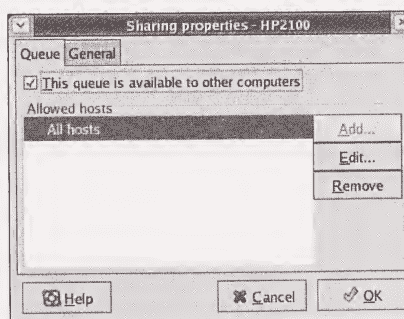 Sharing properties - HP2100
Queue General
This queue is available to other computers
Allowed hosts
All hosts
Add...
Edit...
Remove
Help Cancel OK